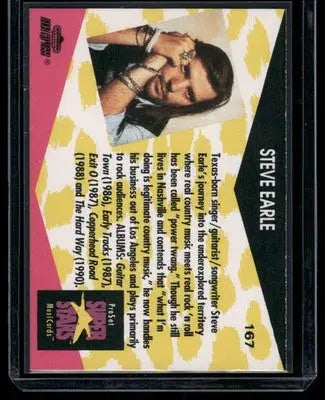 STEVE EARLE
167
Texas-born singer/guitarist/songwriter Steve
Earle's journey into the underexplored territory
where real country music meets real rock 'n roll
has been called "power twang." Though he still
lives in Nashville and contends that "what I'm
doing is legitimate country music," he now handles
his business out of Los Angeles and plays primarily
to rock audiences. ALBUMS: Guitar
Town (1986), Early Tracks (1987),
Exit O (1987), Copperhead Road
(1988) and The Hard Way (1990).
ProSet
SUPER
STARS
MusiCards